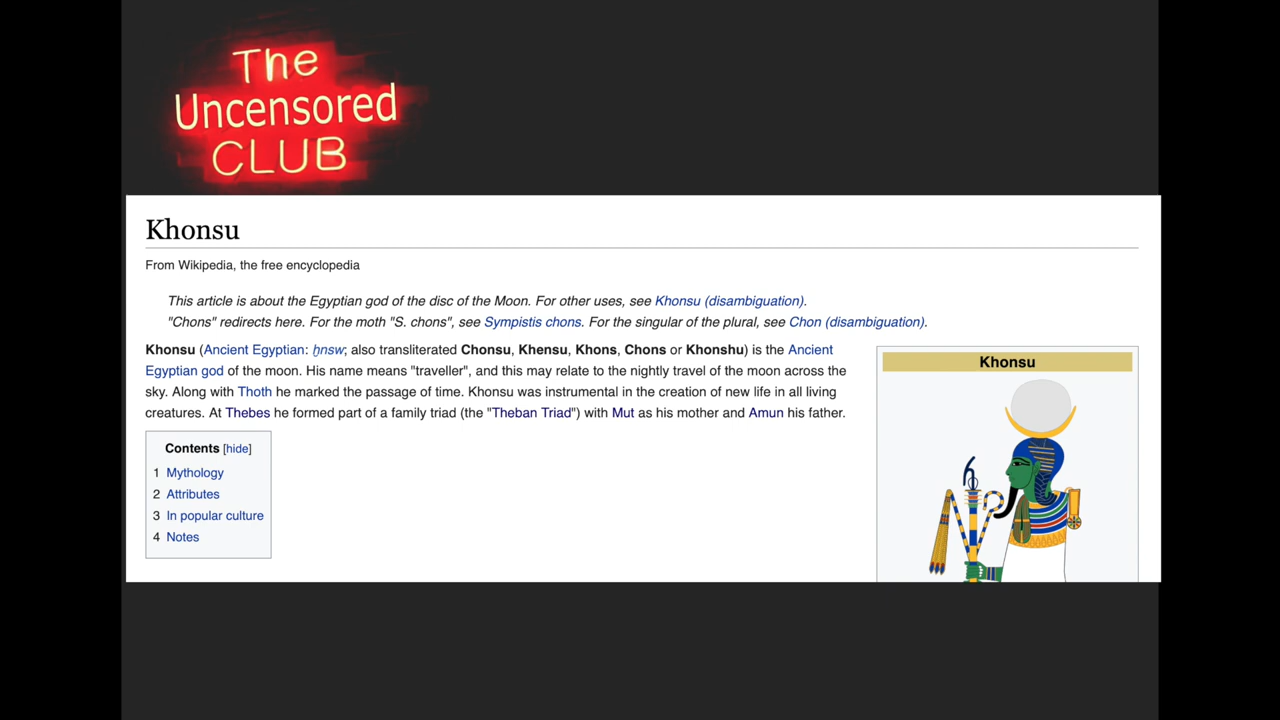 The
Uncensored
CLUB
Khonsu
From Wikipedia, the free encyclopedia
This article is about the Egyptian god of the disc of the Moon. For other uses, see Khonsu (disambiguation).
"Chons" redirects here. For the moth "S. chons", see Sympistis chons. For the singular of the plural, see Chon (disambiguation).
Khonsu (Ancient Egyptian: ḫnsw; also transliterated Chonsu, Khensu, Khons, Chons or Khonshu) is the Ancient
Egyptian god of the moon. His name means "traveller", and this may relate to the nightly travel of the moon across the
sky. Along with Thoth he marked the passage of time. Khonsu was instrumental in the creation of new life in all living
creatures. At Thebes he formed part of a family triad (the "Theban Triad") with Mut as his mother and Amun his father.
Contents [hide]
1 Mythology
2 Attributes
3 In popular culture
4 Notes
Khonsu